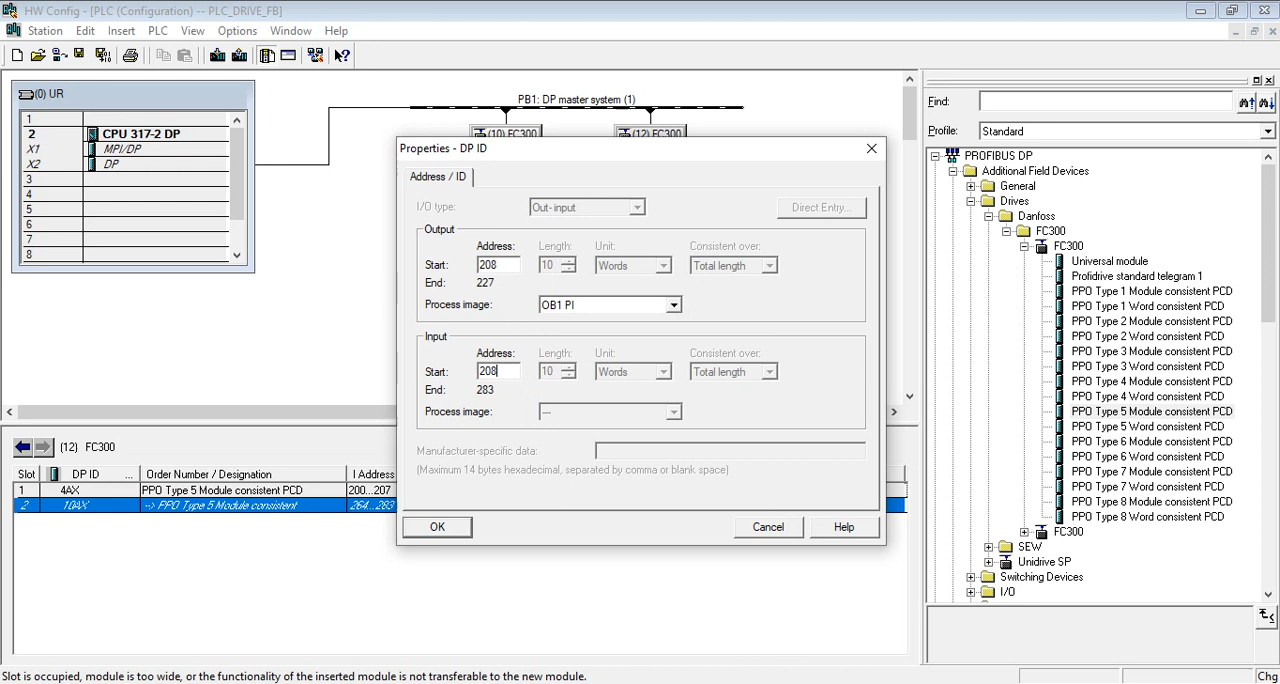 HW Config - [PLC (Configuration) -- PLC_DRIVE_FB]
Station Edit Insert PLC View Options Window Help
(0) UR
1
2 CPU 317-2 DP
X1 MPI/DP
X2 DP
3
4
5
6
7
8
PB1: DP master system (1)
(10) FC300 (12) FC300
Properties - DP ID
Address / ID
I/O type: Out- input Direct Entry...
Output
Address: Length: Unit: Consistent over:
Start: 208 10 Words Total length
End: 227
Process image: OB1 PI
Input
Address: Length: Unit: Consistent over:
Start: 208 10 Words Total length
End: 283
Process image: ---
Manufacturer-specific data:
(Maximum 14 bytes hexadecimal, separated by comma or blank space)
OK Cancel Help
(12) FC300
Slot DP ID ... Order Number / Designation I Address
1 4AX PPO Type 5 Module consistent PCD 200...207
2 10AX --> PPO Type 5 Module consistent 264...283
Find:
Profile: Standard
PROFIBUS DP
Additional Field Devices
General
Drives
Danfoss
FC300
FC300
Universal module
Profidrive standard telegram 1
PPO Type 1 Module consistent PCD
PPO Type 1 Word consistent PCD
PPO Type 2 Module consistent PCD
PPO Type 2 Word consistent PCD
PPO Type 3 Module consistent PCD
PPO Type 3 Word consistent PCD
PPO Type 4 Module consistent PCD
PPO Type 4 Word consistent PCD
PPO Type 5 Module consistent PCD
PPO Type 5 Word consistent PCD
PPO Type 6 Module consistent PCD
PPO Type 6 Word consistent PCD
PPO Type 7 Module consistent PCD
PPO Type 7 Word consistent PCD
PPO Type 8 Module consistent PCD
PPO Type 8 Word consistent PCD
FC300
SEW
Unidrive SP
Switching Devices
I/O
Slot is occupied, module is too wide, or the functionality of the inserted module is not transferable to the new module.
Chg